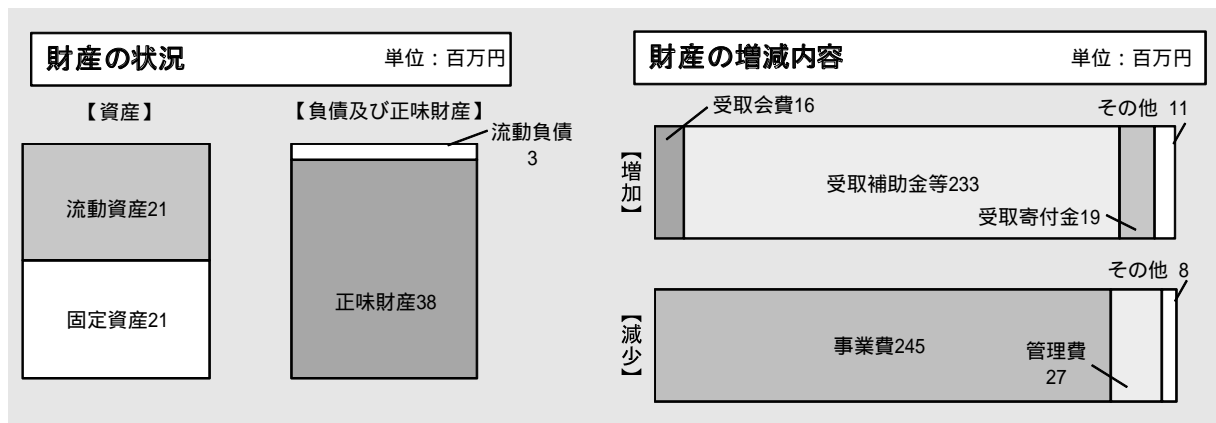 財産の状況 単位：百万円
【資産】
流動資産21
固定資産21
【負債及び正味財産】
流動負債
3
正味財産38
財産の増減内容 単位：百万円
【増加】
受取会費16
受取補助金等233
受取寄付金19
その他 11
【減少】
事業費245
管理費
27
その他 8